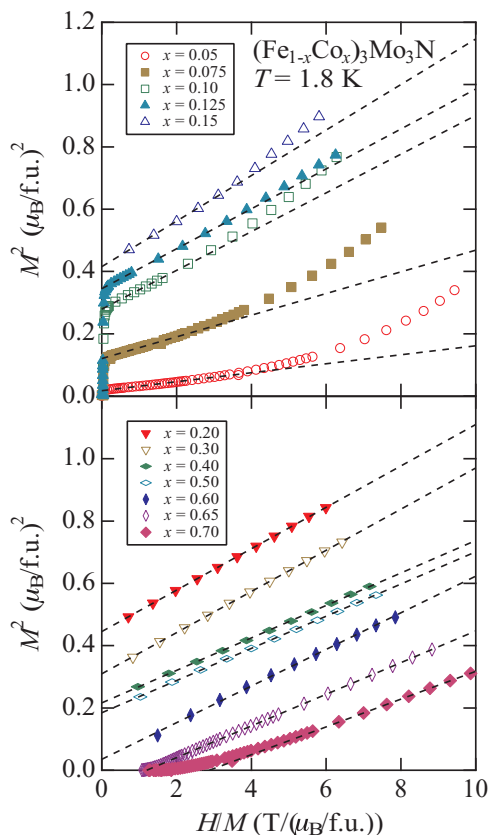 (Fe₁₋ₓCoₓ)₃Mo₃N
T = 1.8 K
x = 0.05
x = 0.075
x = 0.10
x = 0.125
x = 0.15
1.2
1.0
0.8
0.6
0.4
0.2
0.0
M² (μB/f.u.)²
x = 0.20
x = 0.30
x = 0.40
x = 0.50
x = 0.60
x = 0.65
x = 0.70
1.0
0.8
0.6
0.4
0.2
0.0
M² (μB/f.u.)²
0 2 4 6 8 10
H/M (T/(μB/f.u.))